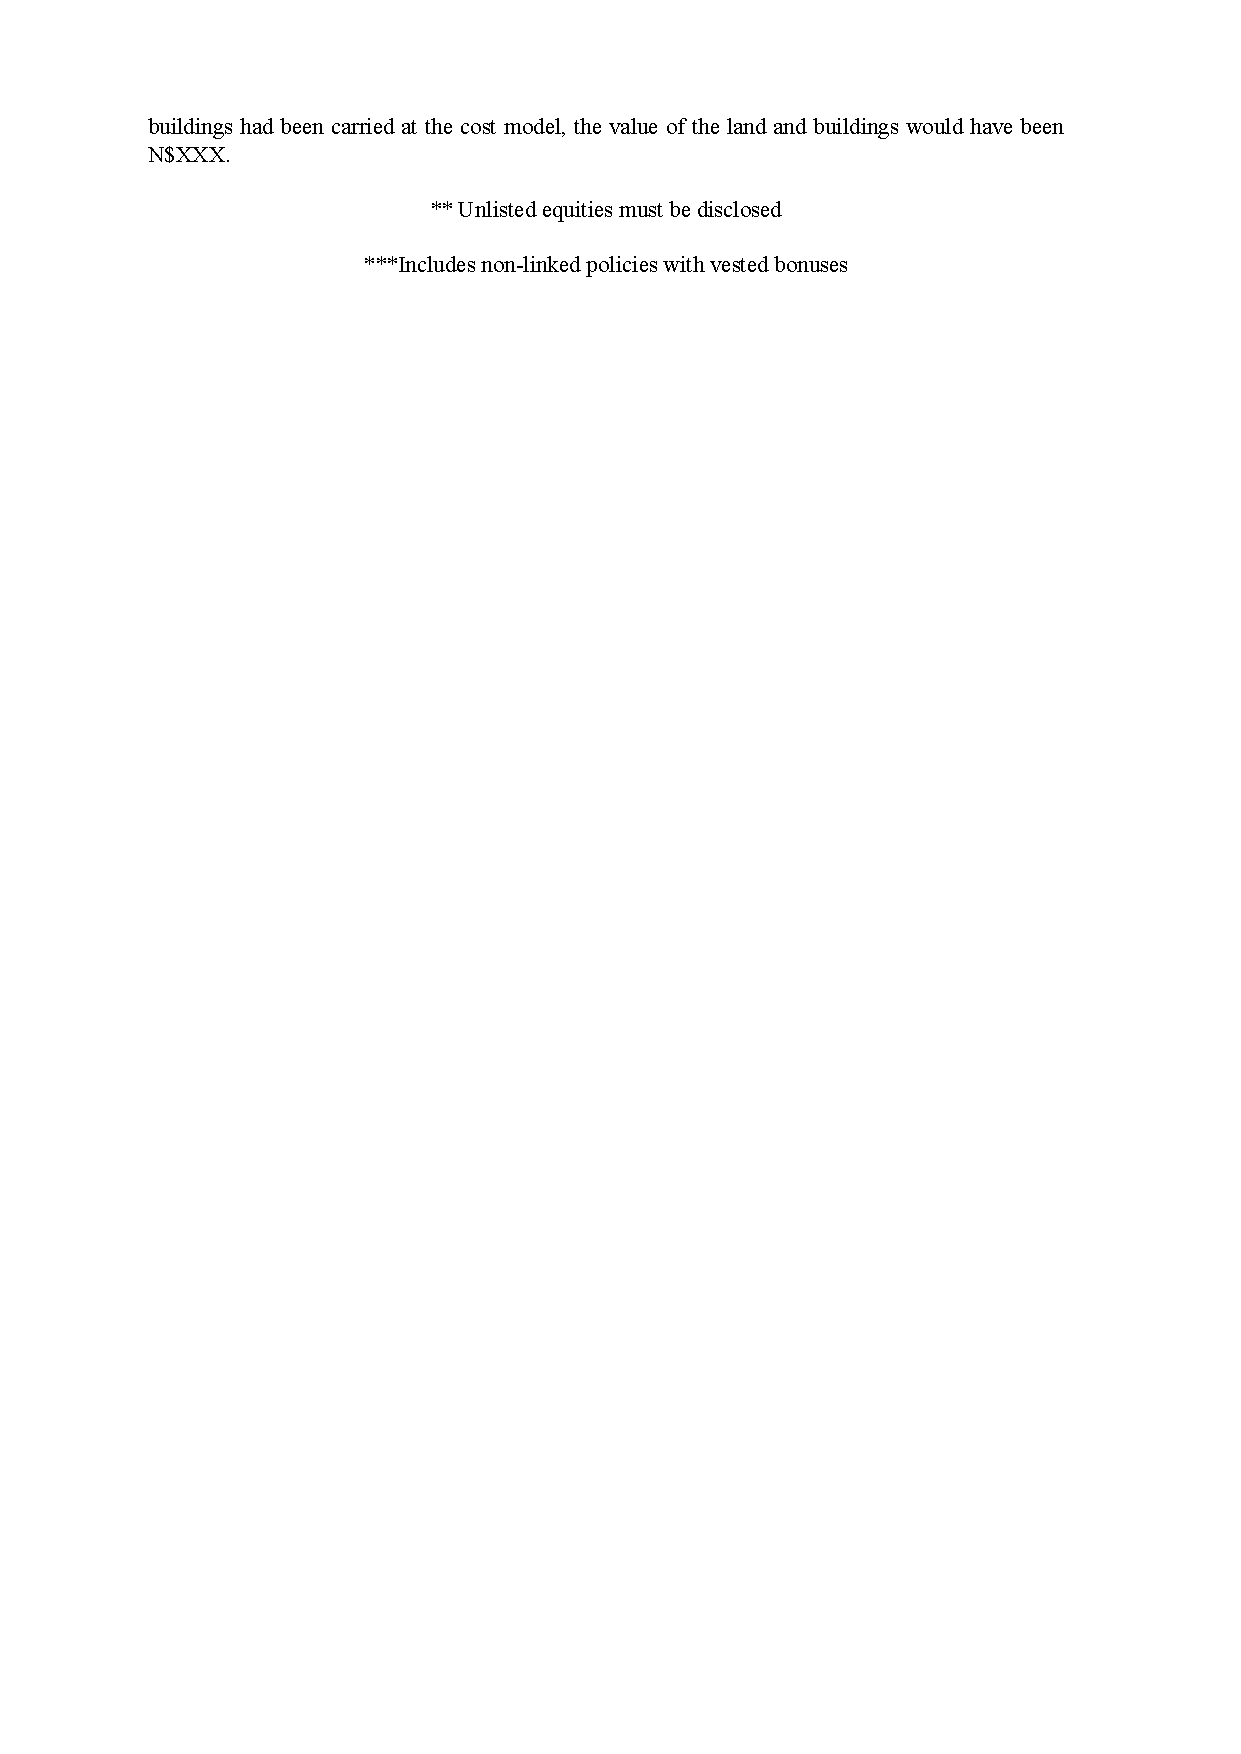 buildings had been carried at the cost model, the value of the land and buildings would have been
N$XXX.
** Unlisted equities must be disclosed
***Includes non-linked policies with vested bonuses